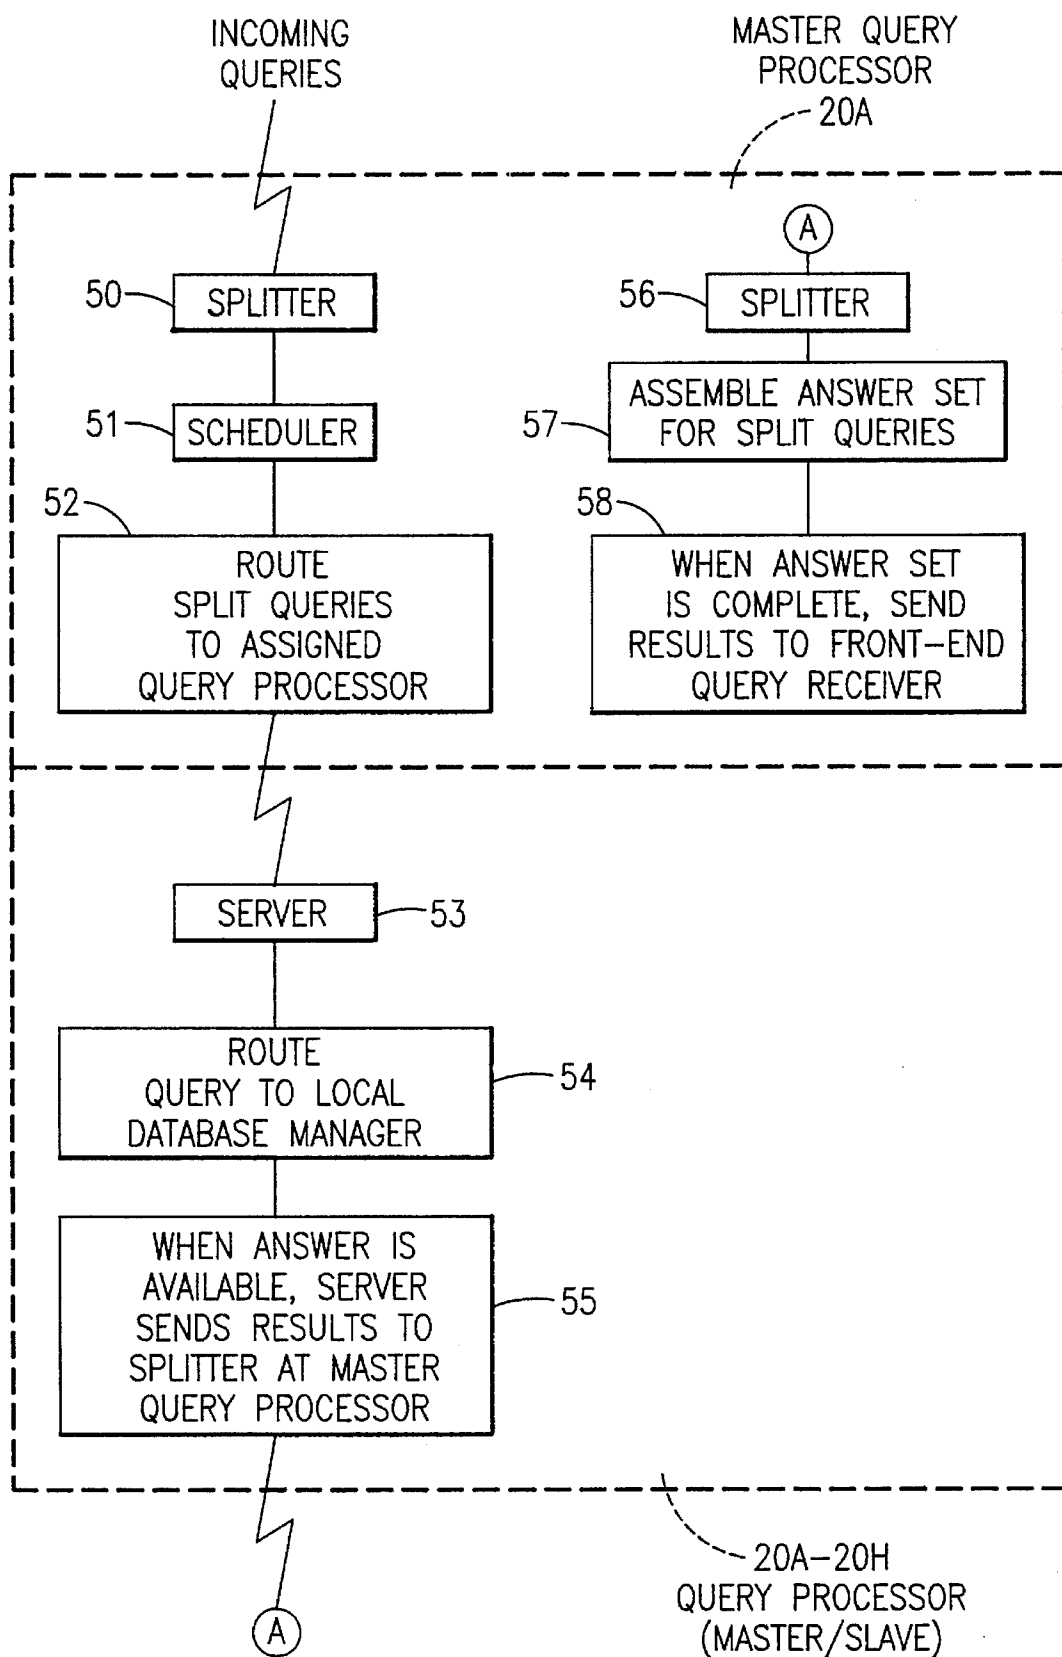 INCOMING
QUERIES
MASTER QUERY
PROCESSOR
20A
50
SPLITTER
51
SCHEDULER
52
ROUTE
SPLIT QUERIES
TO ASSIGNED
QUERY PROCESSOR
A
56
SPLITTER
57
ASSEMBLE ANSWER SET
FOR SPLIT QUERIES
58
WHEN ANSWER SET
IS COMPLETE, SEND
RESULTS TO FRONT-END
QUERY RECEIVER
SERVER
53
ROUTE
QUERY TO LOCAL
DATABASE MANAGER
54
WHEN ANSWER IS
AVAILABLE, SERVER
SENDS RESULTS TO
SPLITTER AT MASTER
QUERY PROCESSOR
55
A
20A-20H
QUERY PROCESSOR
(MASTER/SLAVE)